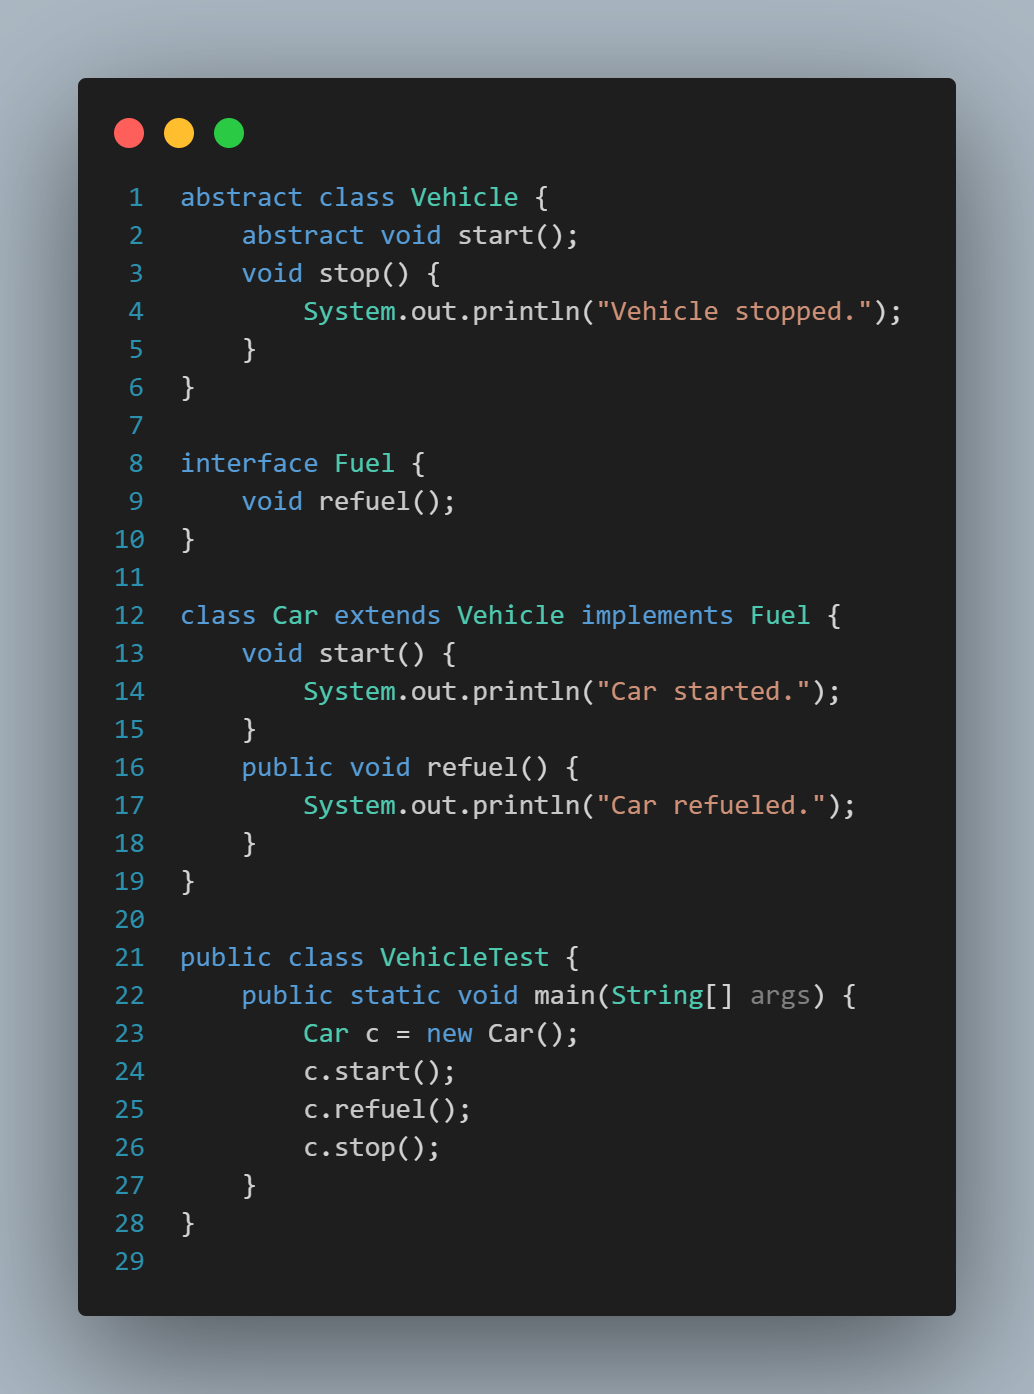 1 abstract class Vehicle {
2     abstract void start();
3     void stop() {
4         System.out.println("Vehicle stopped.");
5     }
6 }
7
8 interface Fuel {
9     void refuel();
10 }
11
12 class Car extends Vehicle implements Fuel {
13     void start() {
14         System.out.println("Car started.");
15     }
16     public void refuel() {
17         System.out.println("Car refueled.");
18     }
19 }
20
21 public class VehicleTest {
22     public static void main(String[] args) {
23         Car c = new Car();
24         c.start();
25         c.refuel();
26         c.stop();
27     }
28 }
29